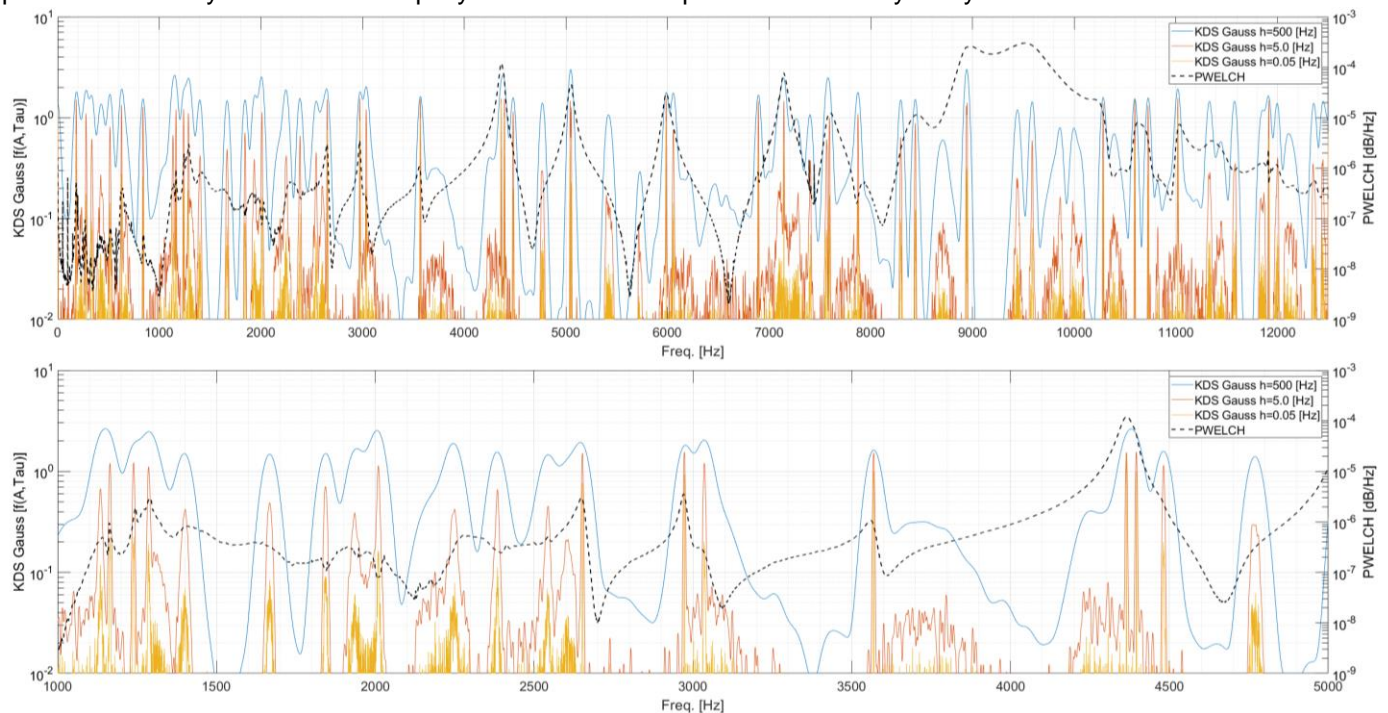 KDS Gauss [f(A,Tau)]
10^1
10^0
10^-1
10^-2
KDS Gauss h=500 [Hz]
KDS Gauss h=5.0 [Hz]
KDS Gauss h=0.05 [Hz]
PWELCH
10^-3
10^-4
10^-5
10^-6
10^-7
10^-8
10^-9
PWELCH [dB/Hz]
0 1000 2000 3000 4000 5000 6000 7000 8000 9000 10000 11000 12000
Freq. [Hz]
KDS Gauss [f(A,Tau)]
10^1
10^0
10^-1
10^-2
KDS Gauss h=500 [Hz]
KDS Gauss h=5.0 [Hz]
KDS Gauss h=0.05 [Hz]
PWELCH
10^-3
10^-4
10^-5
10^-6
10^-7
10^-8
10^-9
PWELCH [dB/Hz]
1000 1500 2000 2500 3000 3500 4000 4500 5000
Freq. [Hz]